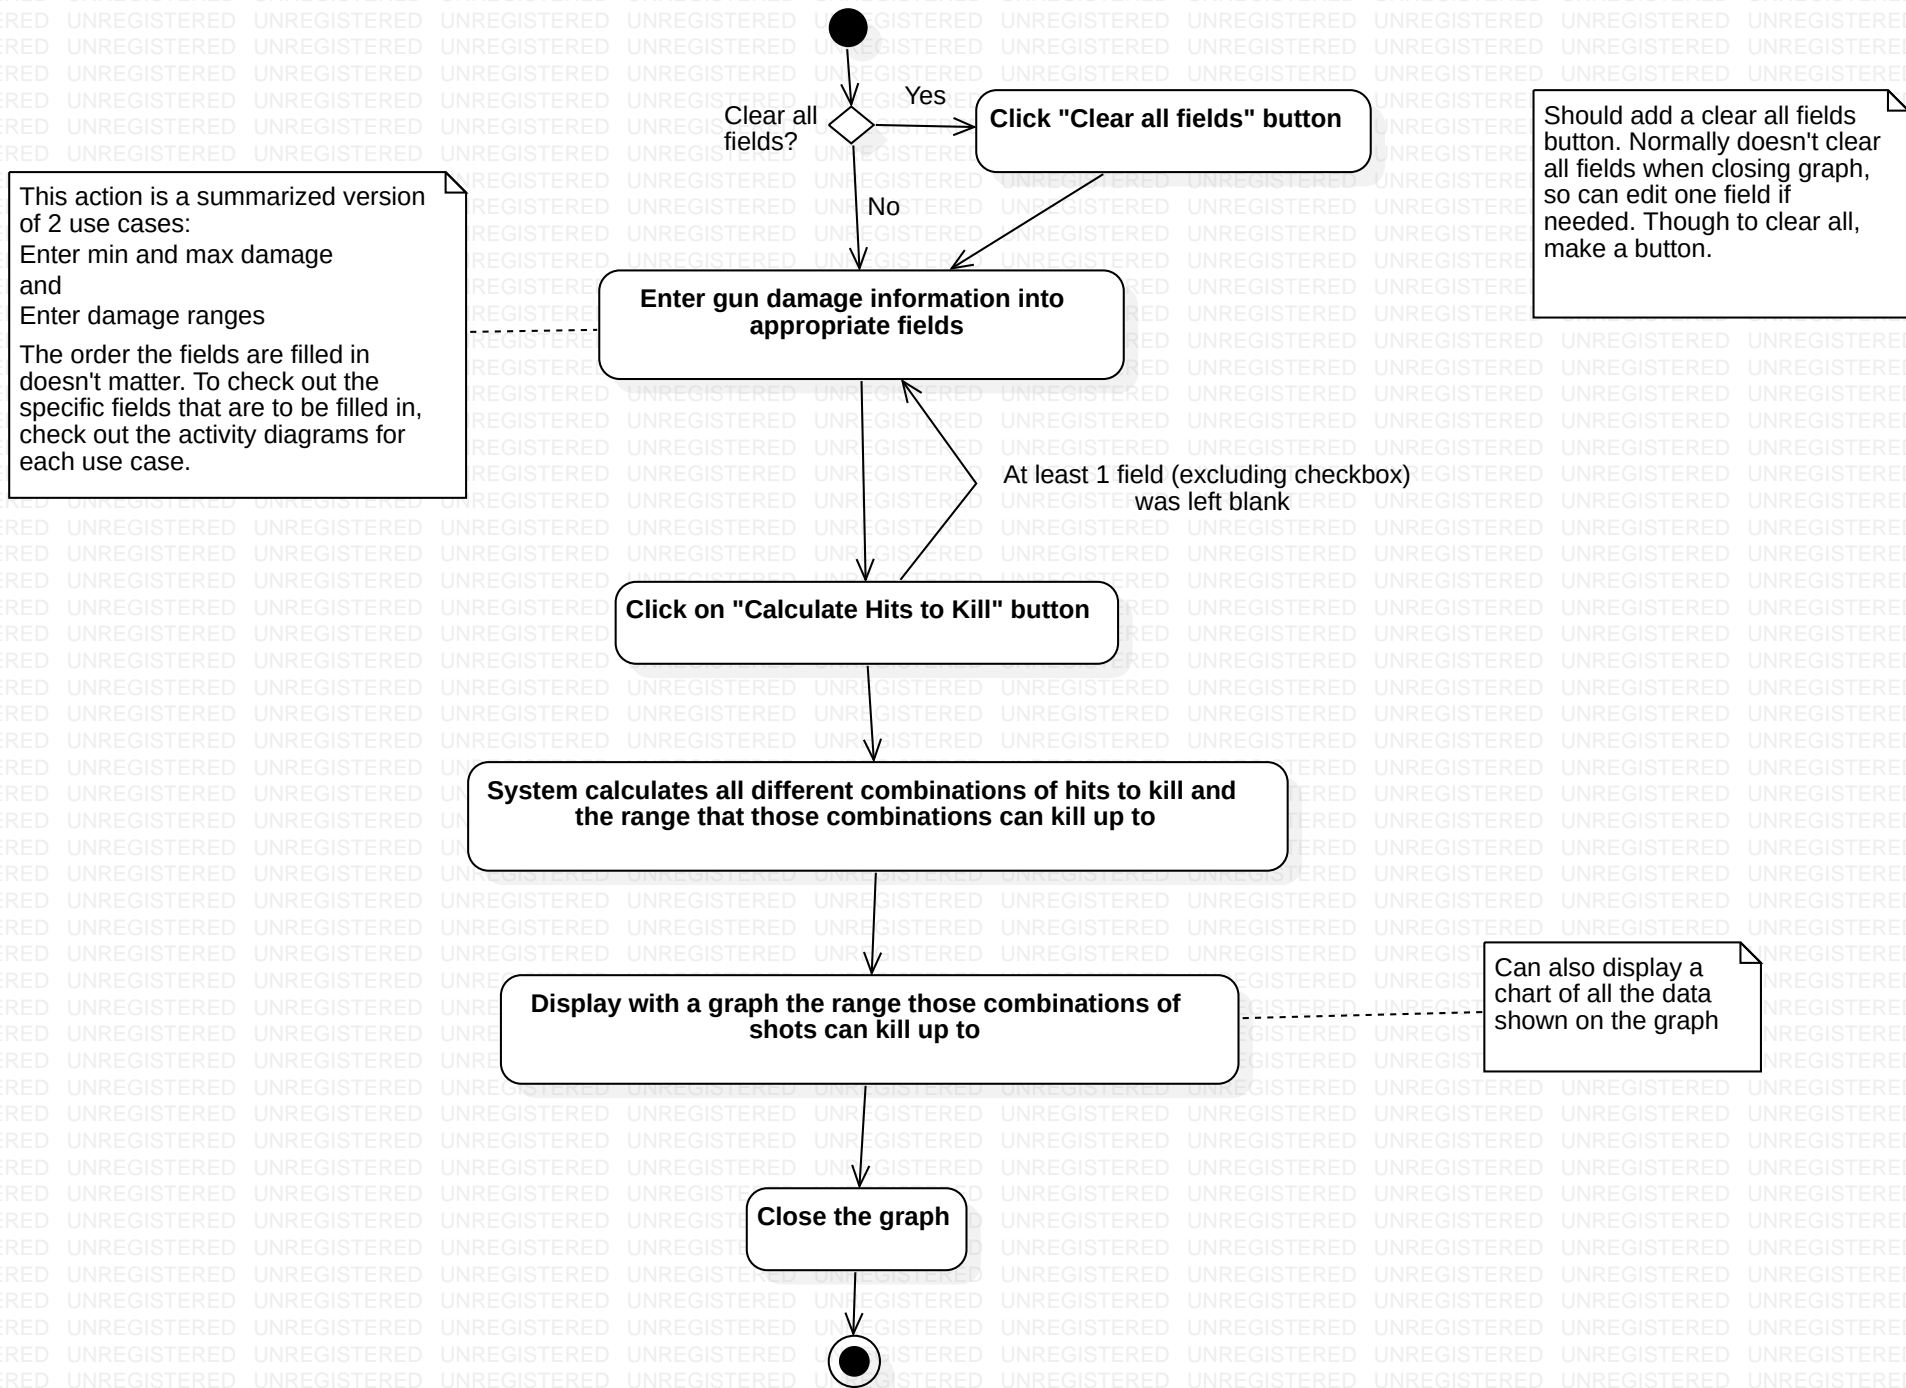 Clear all
fields?
Yes
Click "Clear all fields" button
Should add a clear all fields
button. Normally doesn't clear
all fields when closing graph,
so can edit one field if
needed. Though to clear all,
make a button.
No
This action is a summarized version
of 2 use cases:
Enter min and max damage
and
Enter damage ranges
The order the fields are filled in
doesn't matter. To check out the
specific fields that are to be filled in,
check out the activity diagrams for
each use case.
Enter gun damage information into
appropriate fields
At least 1 field (excluding checkbox)
was left blank
Click on "Calculate Hits to Kill" button
System calculates all different combinations of hits to kill and
the range that those combinations can kill up to
Display with a graph the range those combinations of
shots can kill up to
Can also display a
chart of all the data
shown on the graph
Close the graph
UNREGISTERED